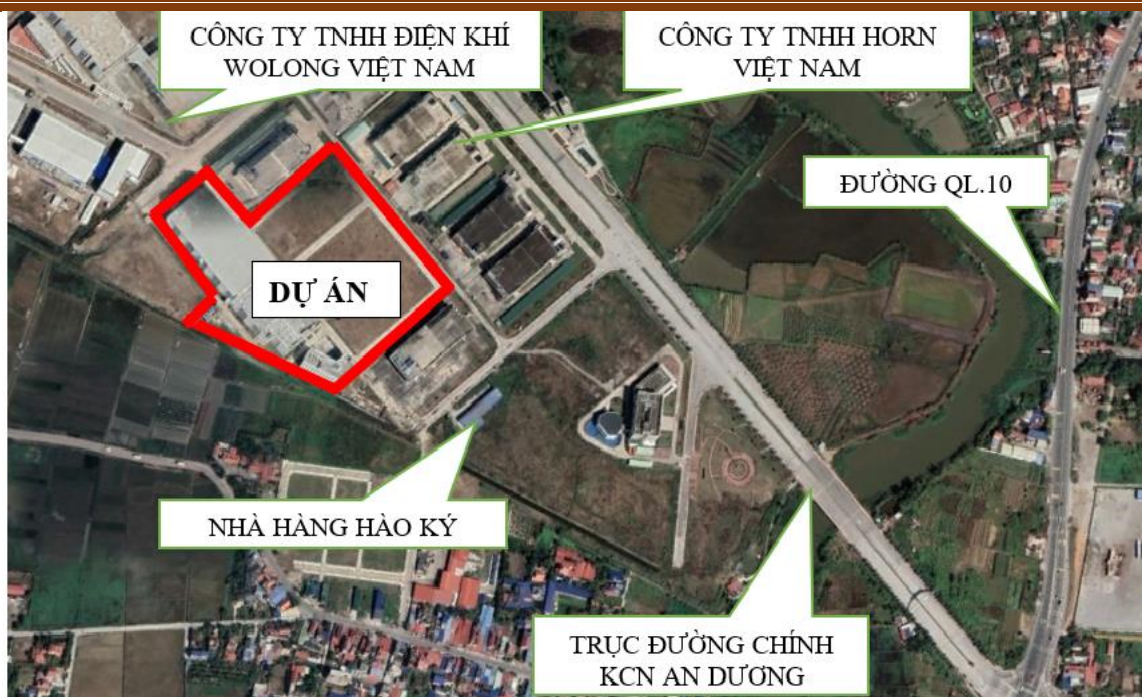 CÔNG TY TNHH ĐIỆN KHÍ
WOLONG VIỆT NAM
CÔNG TY TNHH HORN
VIỆT NAM
ĐƯỜNG QL.10
DỰ ÁN
NHÀ HÀNG HÀO KÝ
TRỤC ĐƯỜNG CHÍNH
KCN AN DƯƠNG